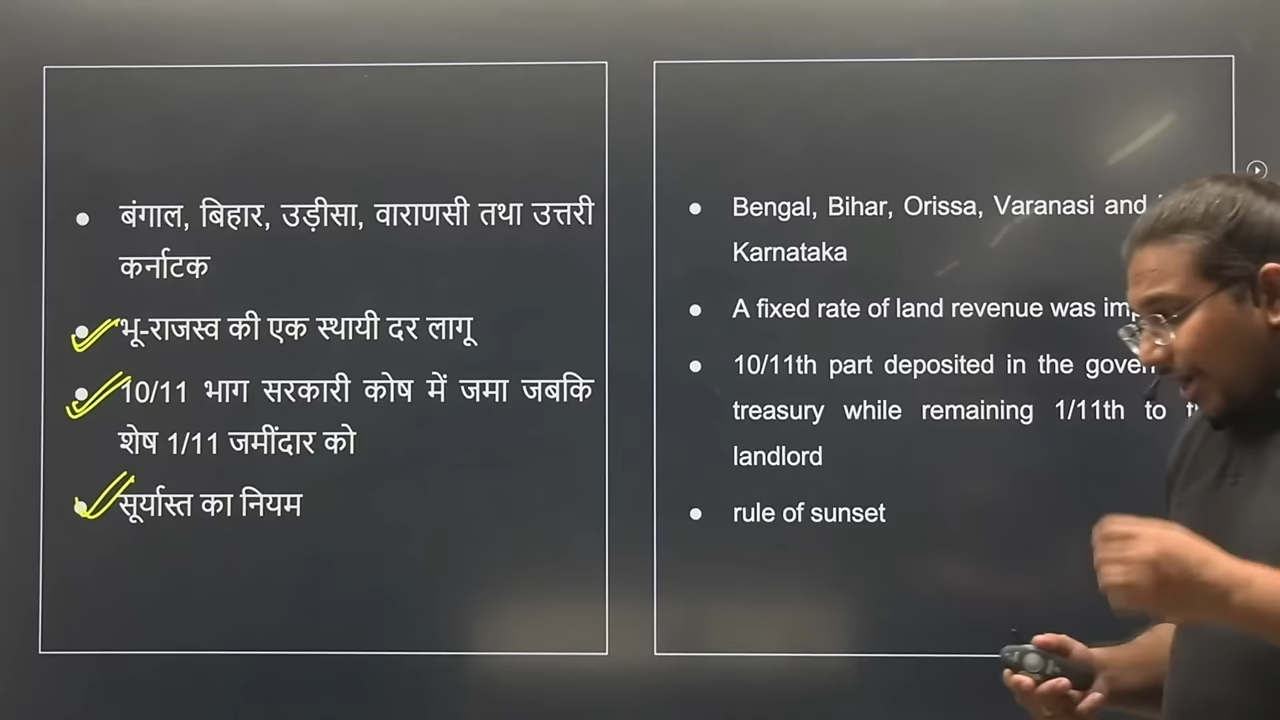 बंगाल, बिहार, उड़ीसा, वाराणसी तथा उत्तरी
कर्नाटक
भू-राजस्व की एक स्थायी दर लागू
10/11 भाग सरकारी कोष में जमा जबकि
शेष 1/11 जमींदार को
सूर्यास्त का नियम
Bengal, Bihar, Orissa, Varanasi and
Karnataka
A fixed rate of land revenue was
10/11th part deposited in the
treasury while remaining 1/11th to
landlord
rule of sunset